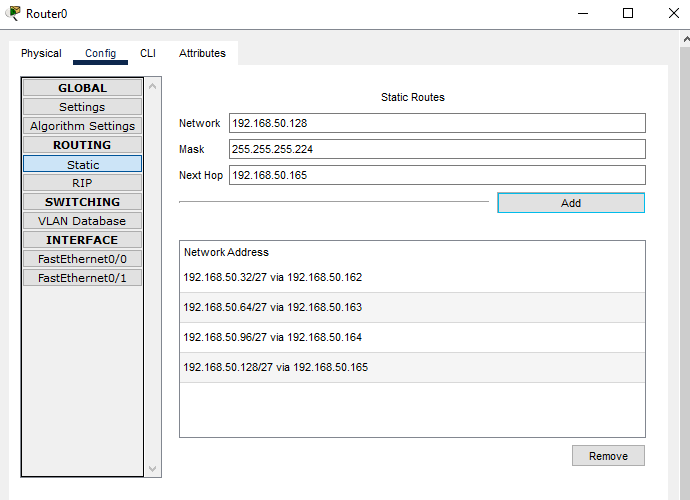 Router0
Physical Config CLI Attributes
GLOBAL
Settings
Algorithm Settings
ROUTING
Static
RIP
SWITCHING
VLAN Database
INTERFACE
FastEthernet0/0
FastEthernet0/1
Static Routes
Network 192.168.50.128
Mask 255.255.255.224
Next Hop 192.168.50.165
Add
Network Address
192.168.50.32/27 via 192.168.50.162
192.168.50.64/27 via 192.168.50.163
192.168.50.96/27 via 192.168.50.164
192.168.50.128/27 via 192.168.50.165
Remove